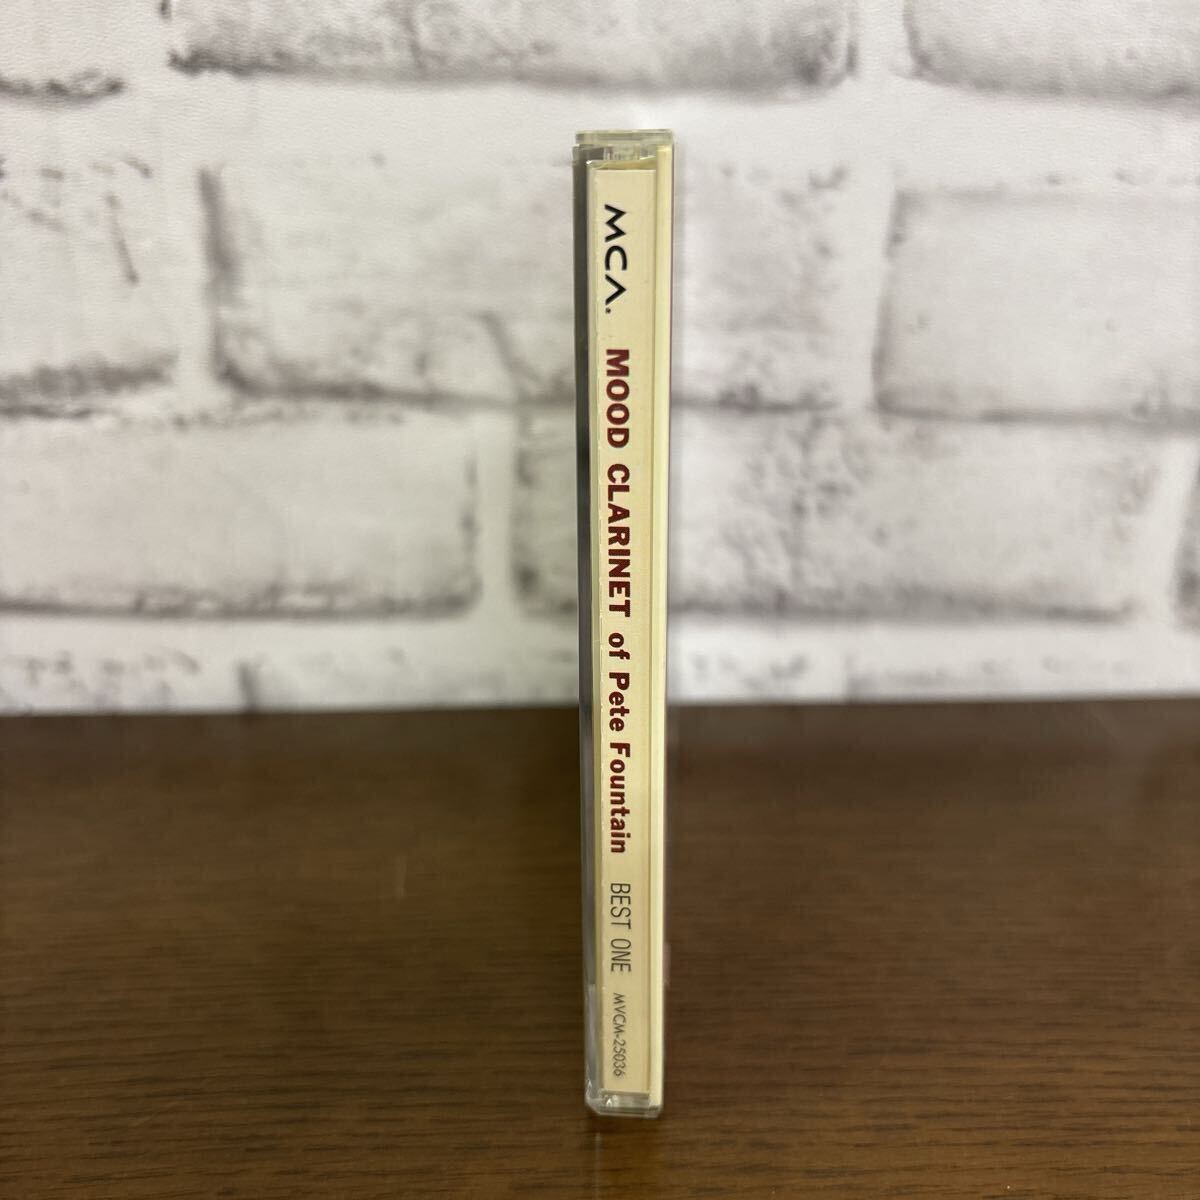 MCA. MOOD CLARINET of Pete Fountain BEST ONE MVCM-25036